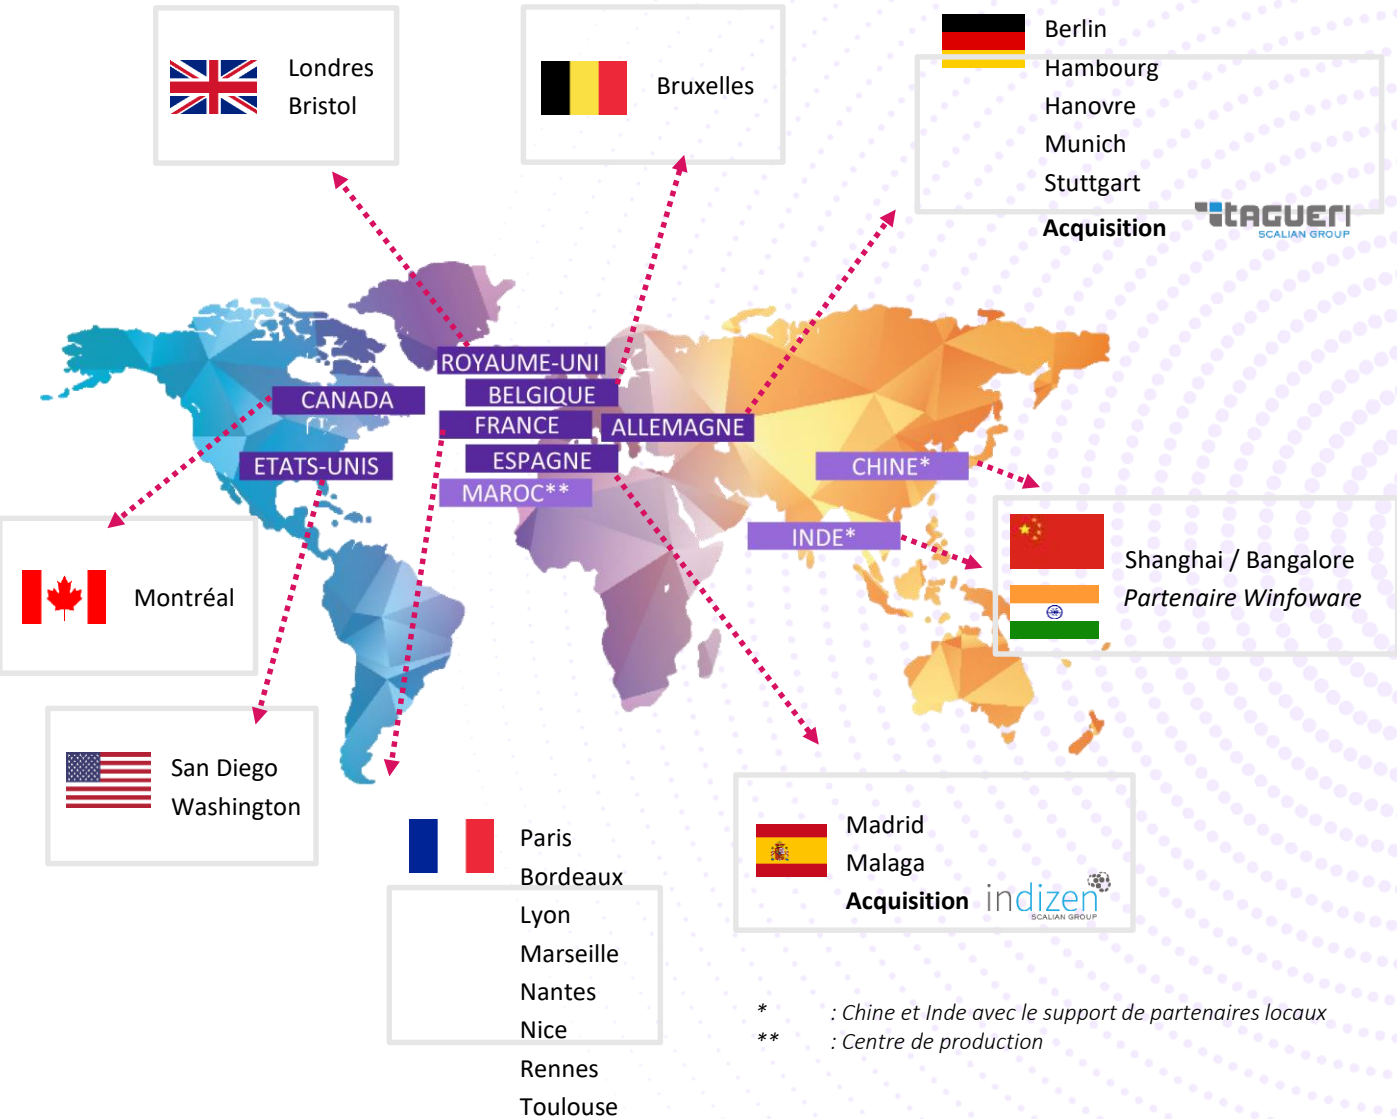 Londres
Bristol
Bruxelles
Berlin
Hambourg
Hanovre
Munich
Stuttgart
Acquisition
TAGUERI
SCALIAN GROUP
ROYAUME-UNI
BELGIQUE
CANADA
FRANCE
ALLEMAGNE
ESPAGNE
ETATS-UNIS
CHINE*
MAROC**
INDE*
Shanghai / Bangalore
Partenaire Winfoware
Montréal
San Diego
Washington
Paris
Bordeaux
Lyon
Marseille
Nantes
Nice
Rennes
Toulouse
Madrid
Malaga
Acquisition indizen
SCALIAN GROUP
* : Chine et Inde avec le support de partenaires locaux
** : Centre de production